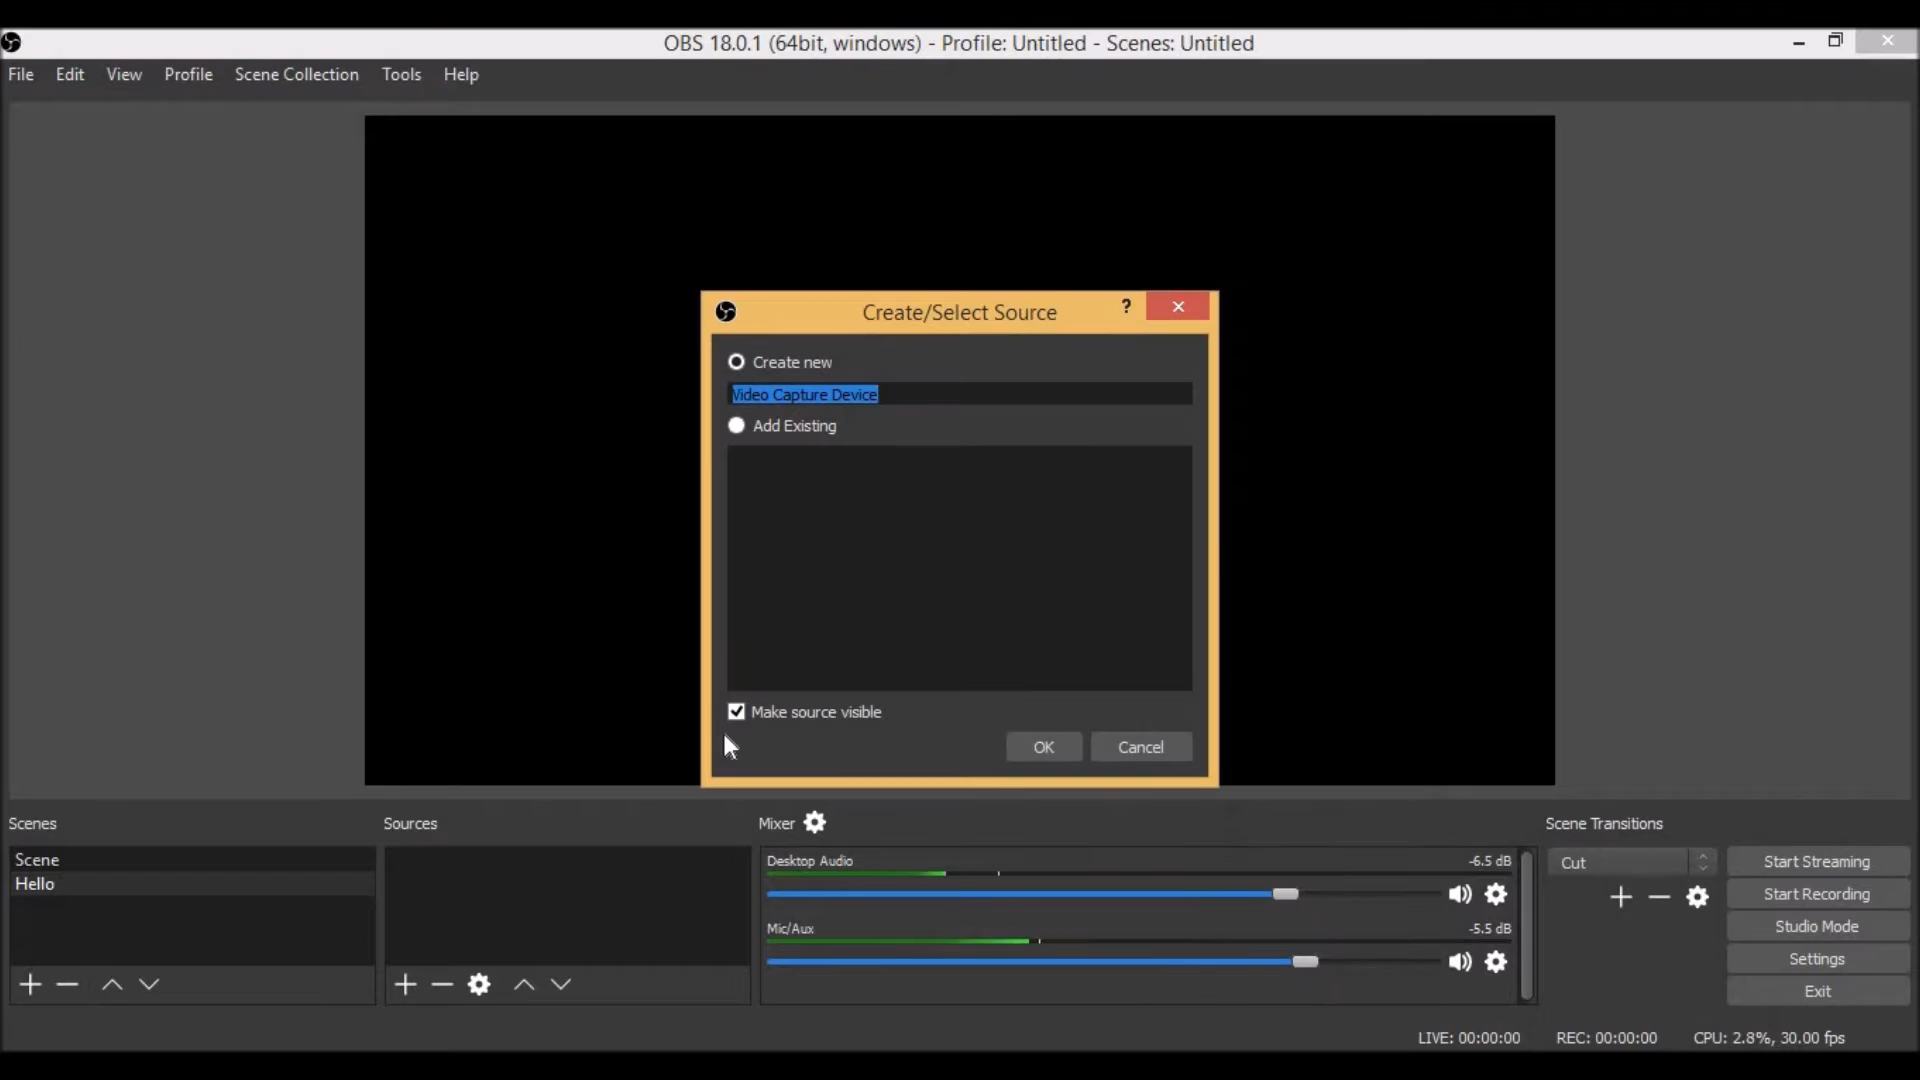 OBS 18.0.1 (64bit, windows) - Profile: Untitled - Scenes: Untitled
File Edit View Profile Scene Collection Tools Help
Create/Select Source ?
Create new
Video Capture Device
Add Existing
Make source visible
OK Cancel
Scenes
Scene
Hello
Sources
Mixer
Desktop Audio -6.5 dB
Mic/Aux -5.5 dB
Scene Transitions
Cut
Start Streaming
Start Recording
Studio Mode
Settings
Exit
LIVE: 00:00:00 REC: 00:00:00 CPU: 2.8%, 30.00 fps